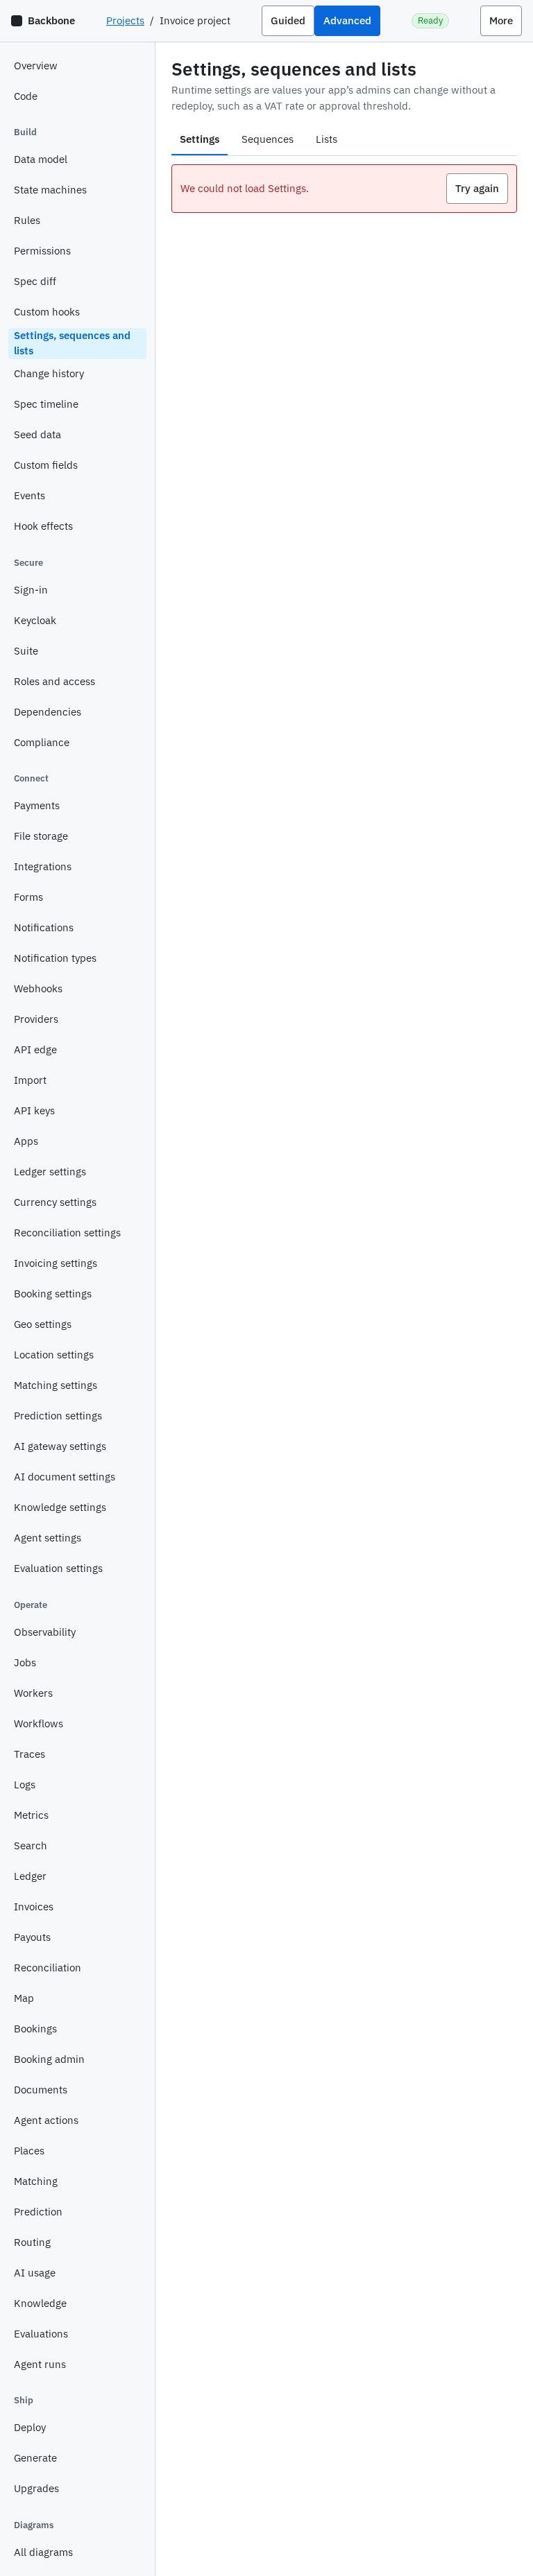 Backbone
Projects / Invoice project
Guided
Advanced
Ready
More
Overview
Code
Build
Data model
State machines
Rules
Permissions
Spec diff
Custom hooks
Settings, sequences and
lists
Change history
Spec timeline
Seed data
Custom fields
Events
Hook effects
Secure
Sign-in
Keycloak
Suite
Roles and access
Dependencies
Compliance
Connect
Payments
File storage
Integrations
Forms
Notifications
Notification types
Webhooks
Providers
API edge
Import
API keys
Apps
Ledger settings
Currency settings
Reconciliation settings
Invoicing settings
Booking settings
Geo settings
Location settings
Matching settings
Prediction settings
AI gateway settings
AI document settings
Knowledge settings
Agent settings
Evaluation settings
Operate
Observability
Jobs
Workers
Workflows
Traces
Logs
Metrics
Search
Ledger
Invoices
Payouts
Reconciliation
Map
Bookings
Booking admin
Documents
Agent actions
Places
Matching
Prediction
Routing
AI usage
Knowledge
Evaluations
Agent runs
Ship
Deploy
Generate
Upgrades
Diagrams
All diagrams
Settings, sequences and lists
Runtime settings are values your app's admins can change without a
redeploy, such as a VAT rate or approval threshold.
Settings
Sequences
Lists
We could not load Settings.
Try again